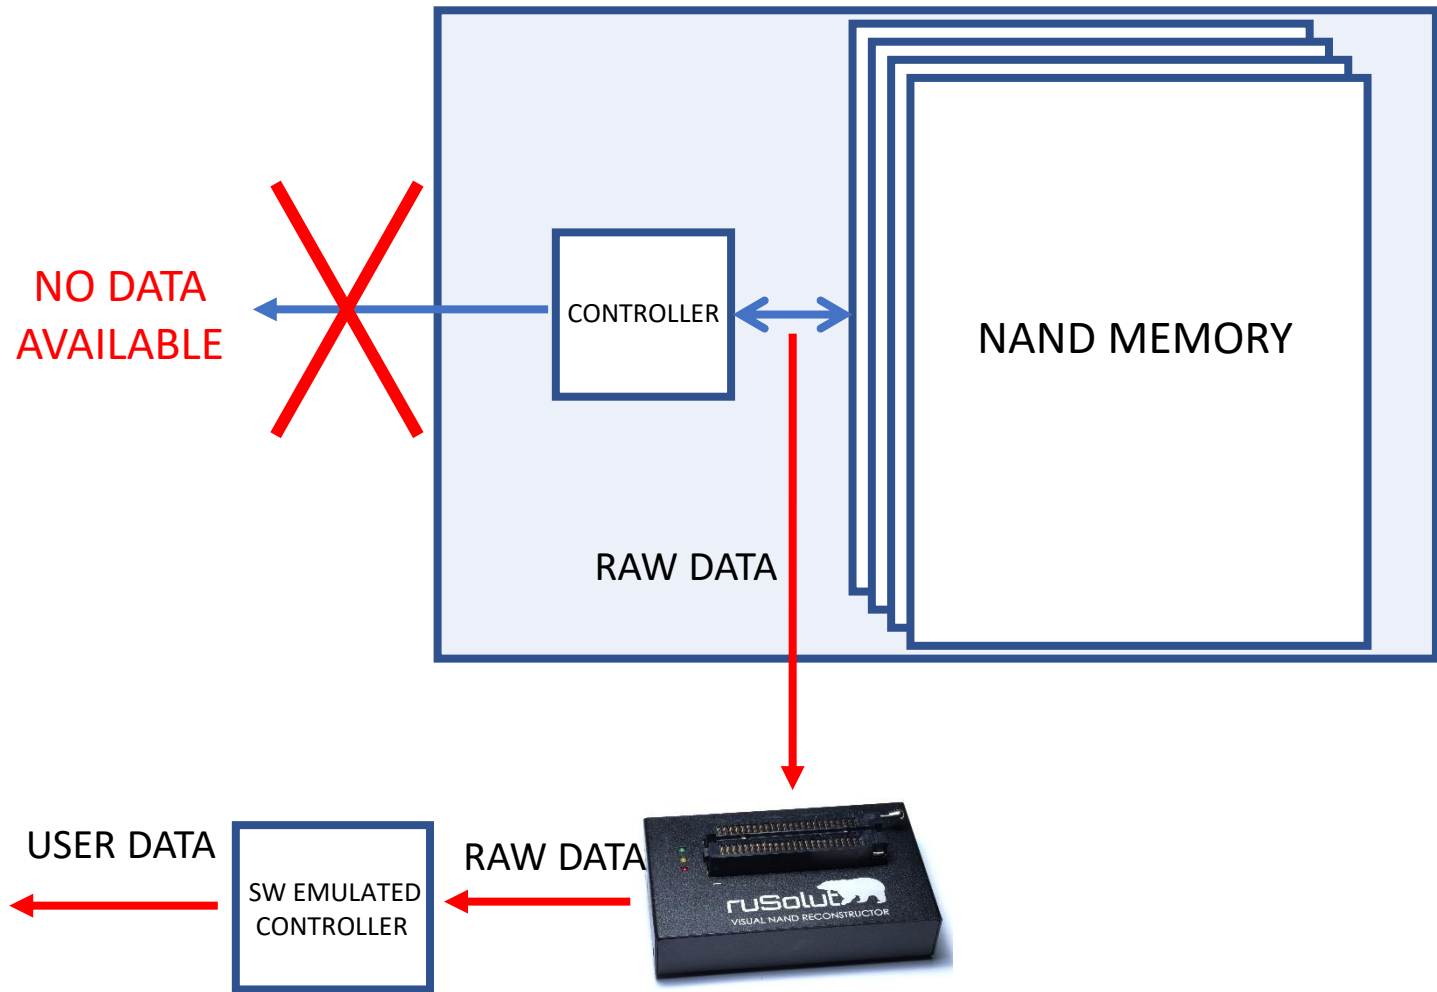 NO DATA
AVAILABLE
CONTROLLER
NAND MEMORY
RAW DATA
USER DATA
SW EMULATED
CONTROLLER
RAW DATA
ruSolut
VISUAL NAND RECONSTRUCTOR